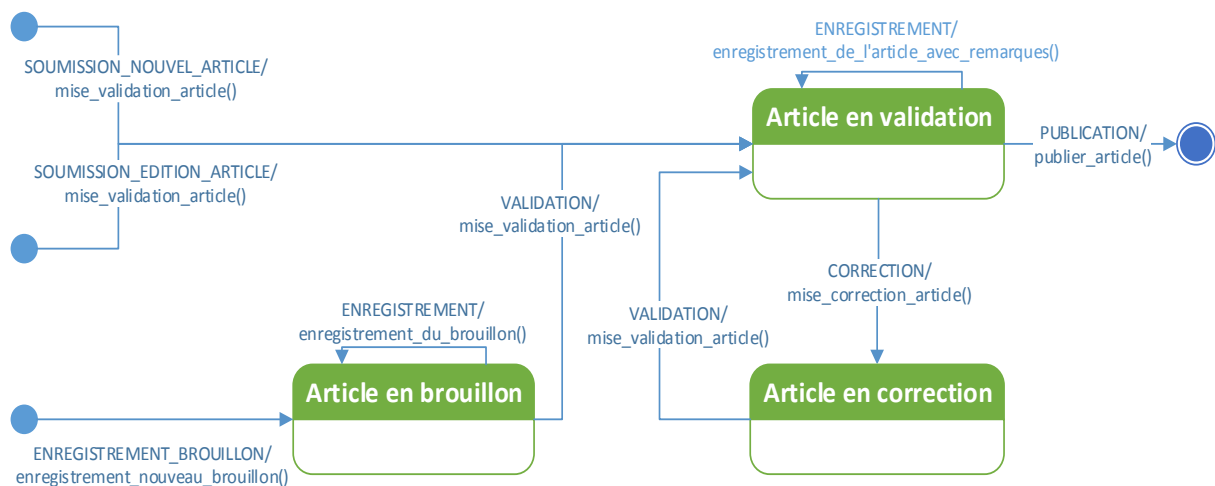 ENREGISTREMENT/
enregistrement_de_l'article_avec_remarques()
SOUMISSION_NOUVEL_ARTICLE/
mise_validation_article()
Article en validation
PUBLICATION/
publier_article()
SOUMISSION_EDITION_ARTICLE/
mise_validation_article()
VALIDATION/
mise_validation_article()
CORRECTION/
mise_correction_article()
ENREGISTREMENT/
enregistrement_du_brouillon()
VALIDATION/
mise_validation_article()
Article en brouillon
Article en correction
ENREGISTREMENT_BROUILLON/
enregistrement_nouveau_brouillon()